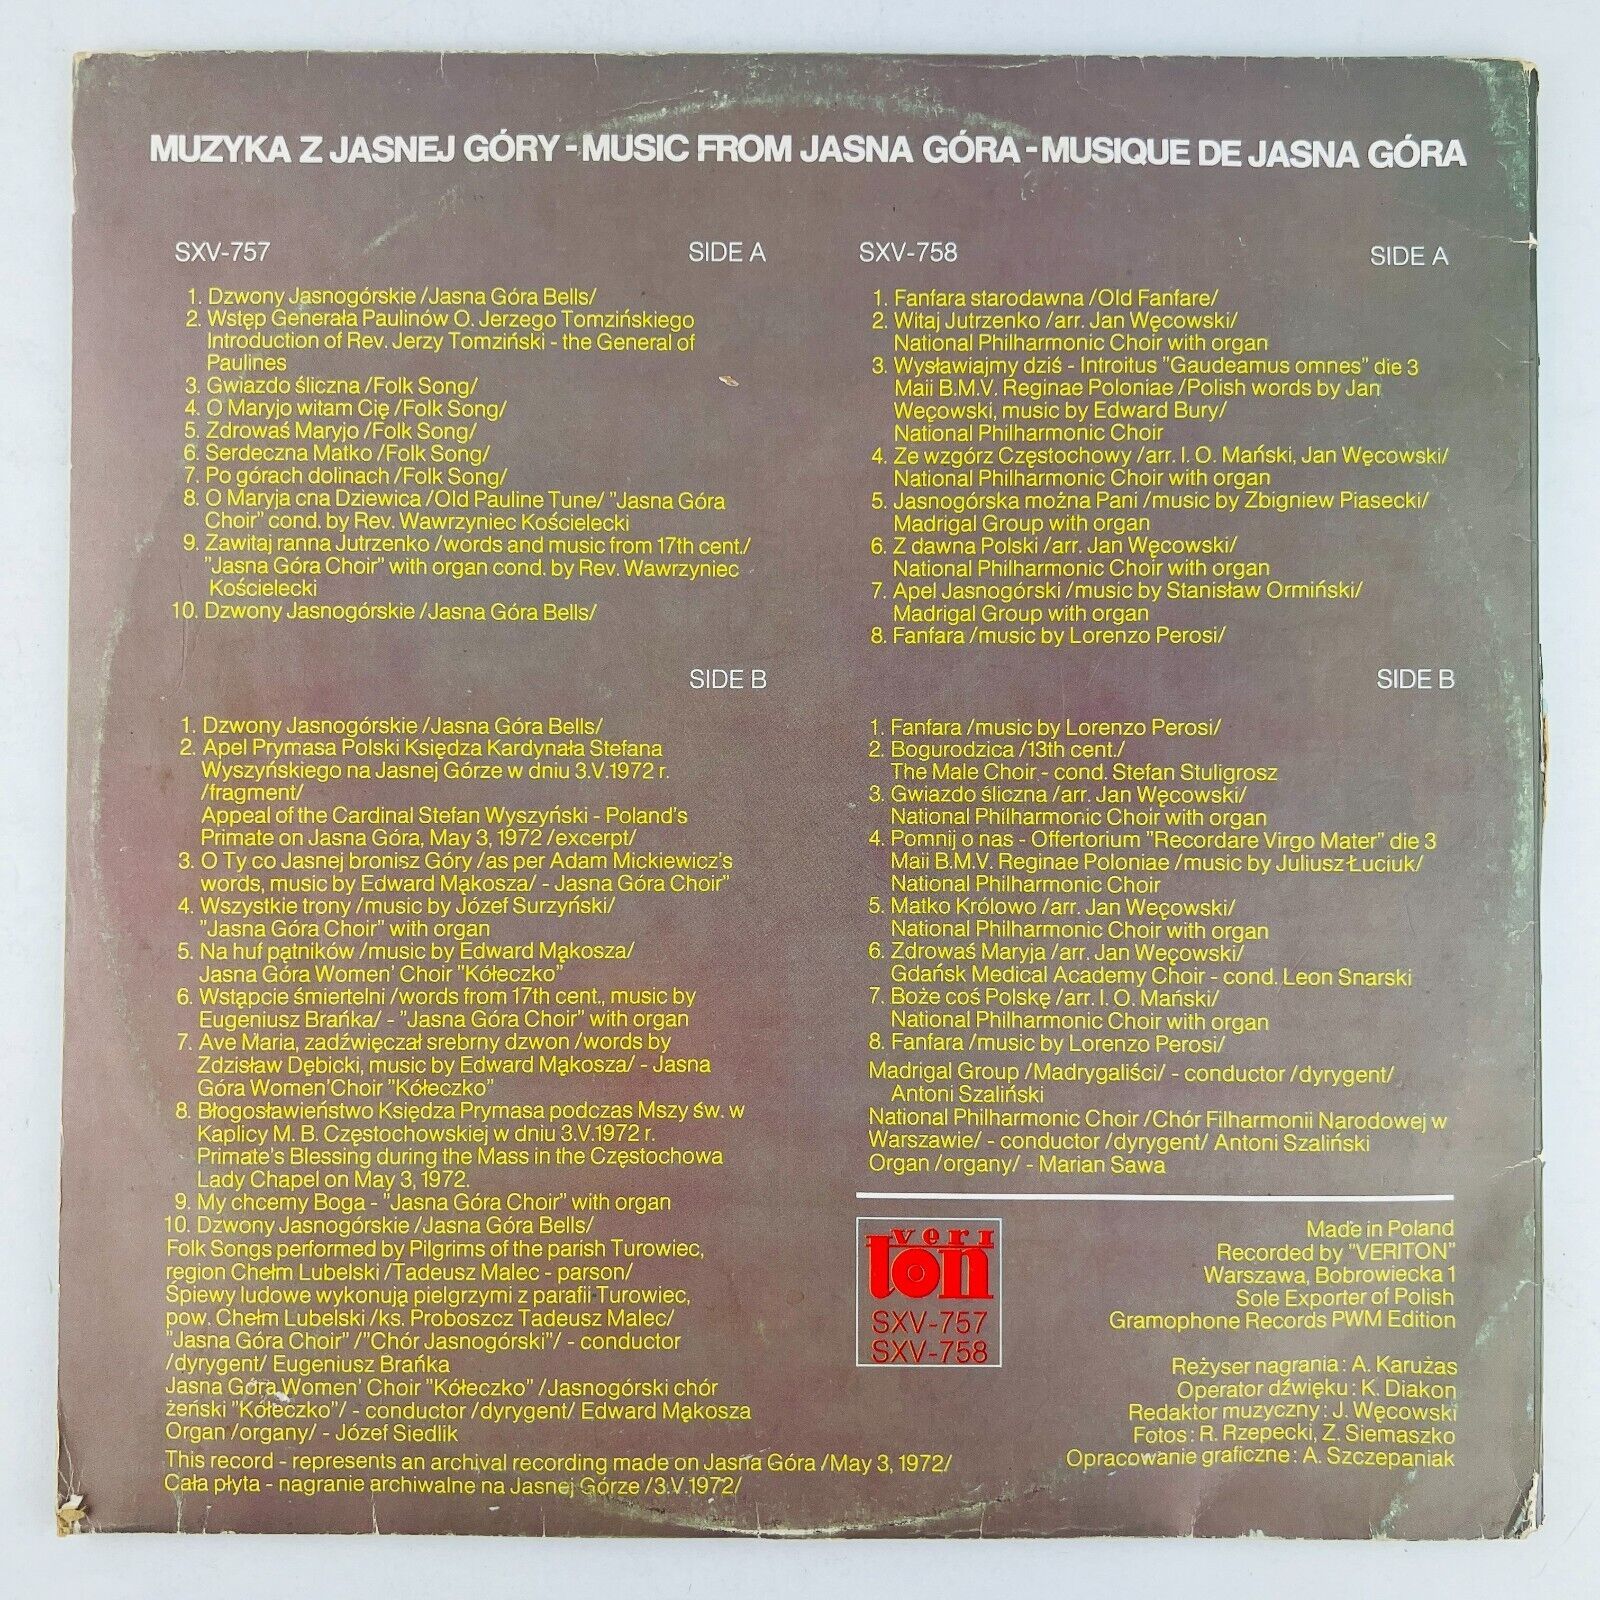 MUZYKA Z JASNEJ GÓRY - MUSIC FROM JASNA GÓRA - MUSIQUE DE JASNA GÓRA
SXV-757 SIDE A
1. Dzwony Jasnogórskie /Jasna Góra Bells/
2. Wstęp Generała Paulinów O. Jerzego Tomzińskiego
Introduction of Rev. Jerzy Tomziński - the General of
Paulines
3. Gwiazdo śliczna /Folk Song/
4. O Maryjo witam Cię /Folk Song/
5. Zdrowaś Maryjo /Folk Song/
6. Serdeczna Matko /Folk Song/
7. Po górach dolinach /Folk Song/
8. O Maryja cna Dziewica /Old Pauline Tune/ "Jasna Góra
Choir" cond. by Rev. Wawrzyniec Kościelecki
9. Zawitaj ranna Jutrzenko /words and music from 17th cent./
"Jasna Góra Choir" with organ cond. by Rev. Wawrzyniec
Kościelecki
10. Dzwony Jasnogórskie /Jasna Góra Bells/
SIDE B
1. Dzwony Jasnogórskie /Jasna Góra Bells/
2. Apel Prymasa Polski Księdza Kardynała Stefana
Wyszyńskiego na Jasnej Górze w dniu 3.V.1972 r.
/fragment/
Appeal of the Cardinal Stefan Wyszyński - Poland's
Primate on Jasna Góra, May 3, 1972 /excerpt/
3. O Ty co Jasnej bronisz Góry /as per Adam Mickiewicz's
words, music by Edward Mąkosza/ - Jasna Góra Choir"
4. Wszystkie trony /music by Józef Surzyński/
"Jasna Góra Choir" with organ
5. Na huf pątników /music by Edward Mąkosza/
Jasna Góra Women' Choir "Kółeczko"
6. Wstąpcie śmiertelni /words from 17th cent., music by
Eugeniusz Brańka/ - "Jasna Góra Choir" with organ
7. Ave Maria, zadźwięczał srebrny dzwon /words by
Zdzisław Dębicki, music by Edward Mąkosza/ - Jasna
Góra Women'Choir "Kółeczko"
8. Błogosławieństwo Księdza Prymasa podczas Mszy św. w
Kaplicy M. B. Częstochowskiej w dniu 3.V.1972 r.
Primate's Blessing during the Mass in the Częstochowa
Lady Chapel on May 3, 1972.
9. My chcemy Boga - "Jasna Góra Choir" with organ
10. Dzwony Jasnogórskie /Jasna Góra Bells/
Folk Songs performed by Pilgrims of the parish Turowiec,
region Chełm Lubelski /Tadeusz Malec - parson/
Śpiewy ludowe wykonują pielgrzymi z parafii Turowiec,
pow. Chełm Lubelski /ks. Proboszcz Tadeusz Malec/
"Jasna Góra Choir" /"Chór Jasnogórski"/ - conductor
/dyrygent/ Eugeniusz Brańka
Jasna Góra Women' Choir "Kółeczko" /Jasnogórski chór
żeński "Kółeczko"/ - conductor /dyrygent/ Edward Mąkosza
Organ /organy/ - Józef Siedlik
This record - represents an archival recording made on Jasna Góra /May 3, 1972/
Cała płyta - nagranie archiwalne na Jasnej Górze /3.V.1972/
SXV-758 SIDE A
1. Fanfara starodawna /Old Fanfare/
2. Witaj Jutrzenko /arr. Jan Węcowski/
National Philharmonic Choir with organ
3. Wysławiajmy dziś - Introitus "Gaudeamus omnes" die 3
Maii B.M.V. Reginae Poloniae /Polish words by Jan
Węcowski, music by Edward Bury/
National Philharmonic Choir
4. Ze wzgórz Częstochowy /arr. I. O. Mański, Jan Węcowski/
National Philharmonic Choir with organ
5. Jasnogórska można Pani /music by Zbigniew Piasecki/
Madrigal Group with organ
6. Z dawna Polski /arr. Jan Węcowski/
National Philharmonic Choir with organ
7. Apel Jasnogórski /music by Stanisław Ormiński/
Madrigal Group with organ
8. Fanfara /music by Lorenzo Perosi/
SIDE B
1. Fanfara /music by Lorenzo Perosi/
2. Bogurodzica /13th cent./
The Male Choir - cond. Stefan Stuligrosz
3. Gwiazdo śliczna /arr. Jan Węcowski/
National Philharmonic Choir with organ
4. Pomnij o nas - Offertorium "Recordare Virgo Mater" die 3
Maii B.M.V. Reginae Poloniae /music by Juliusz Łuciuk/
National Philharmonic Choir
5. Matko Królowo /arr. Jan Węcowski/
National Philharmonic Choir with organ
6. Zdrowaś Maryja /arr. Jan Węcowski/
Gdańsk Medical Academy Choir - cond. Leon Snarski
7. Boże coś Polskę /arr. I. O. Mański/
National Philharmonic Choir with organ
8. Fanfara /music by Lorenzo Perosi/
Madrigal Group /Madrygaliści/ - conductor /dyrygent/
Antoni Szaliński
National Philharmonic Choir /Chór Filharmonii Narodowej w
Warszawie/ - conductor /dyrygent/ Antoni Szaliński
Organ /organy/ - Marian Sawa
veri
ton
SXV-757
SXV-758
Made in Poland
Recorded by "VERITON"
Warszawa, Bobrowiecka 1
Sole Exporter of Polish
Gramophone Records PWM Edition
Reżyser nagrania: A. Karużas
Operator dźwięku: K. Diakon
Redaktor muzyczny: J. Węcowski
Fotos: R. Rzepecki, Z. Siemaszko
Opracowanie graficzne: A. Szczepaniak